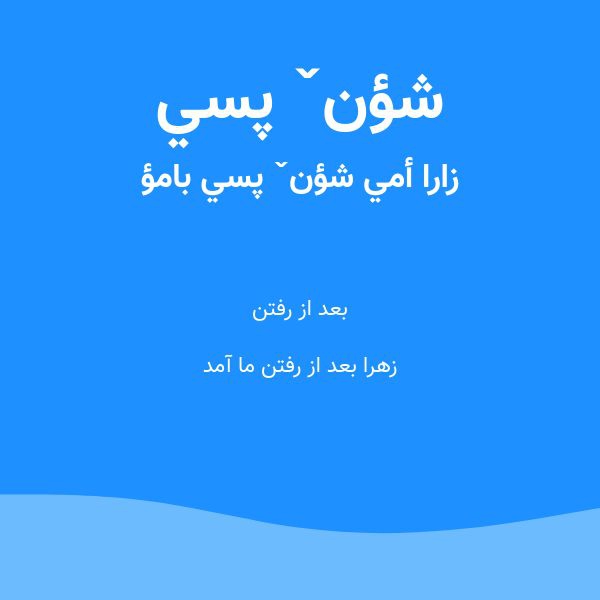 شؤنˇ پسي
زارا أمي شؤنˇ پسي بامؤ
بعد از رفتن
زهرا بعد از رفتن ما آمد